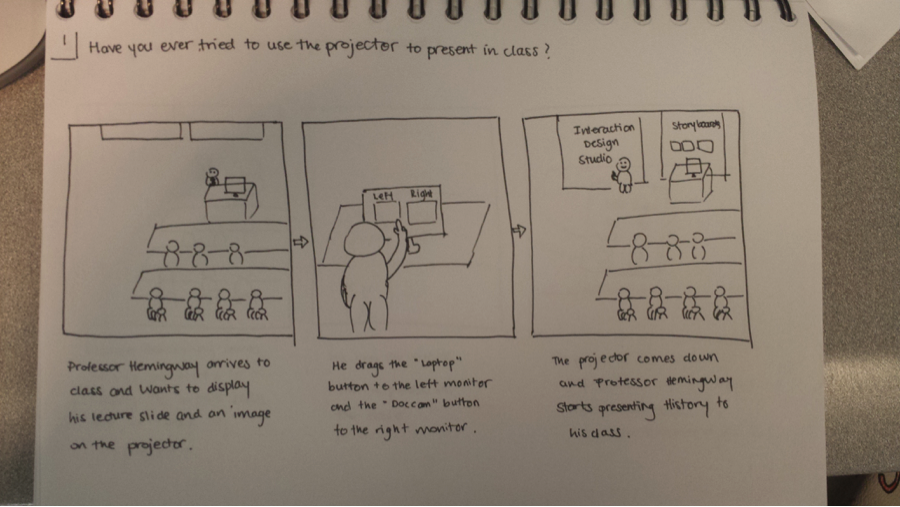 1
Have you ever tried to use the projector to present in class?
Left Right
Interaction
Design
Studio
Storyboards
Professor Hemingway arrives to
class and wants to display
his lecture slide and an image
on the projector.
He drags the "Laptop"
button to the left monitor
and the "Doccam" button
to the right monitor.
The projector comes down
and Professor Hemingway
starts presenting History to
his class.